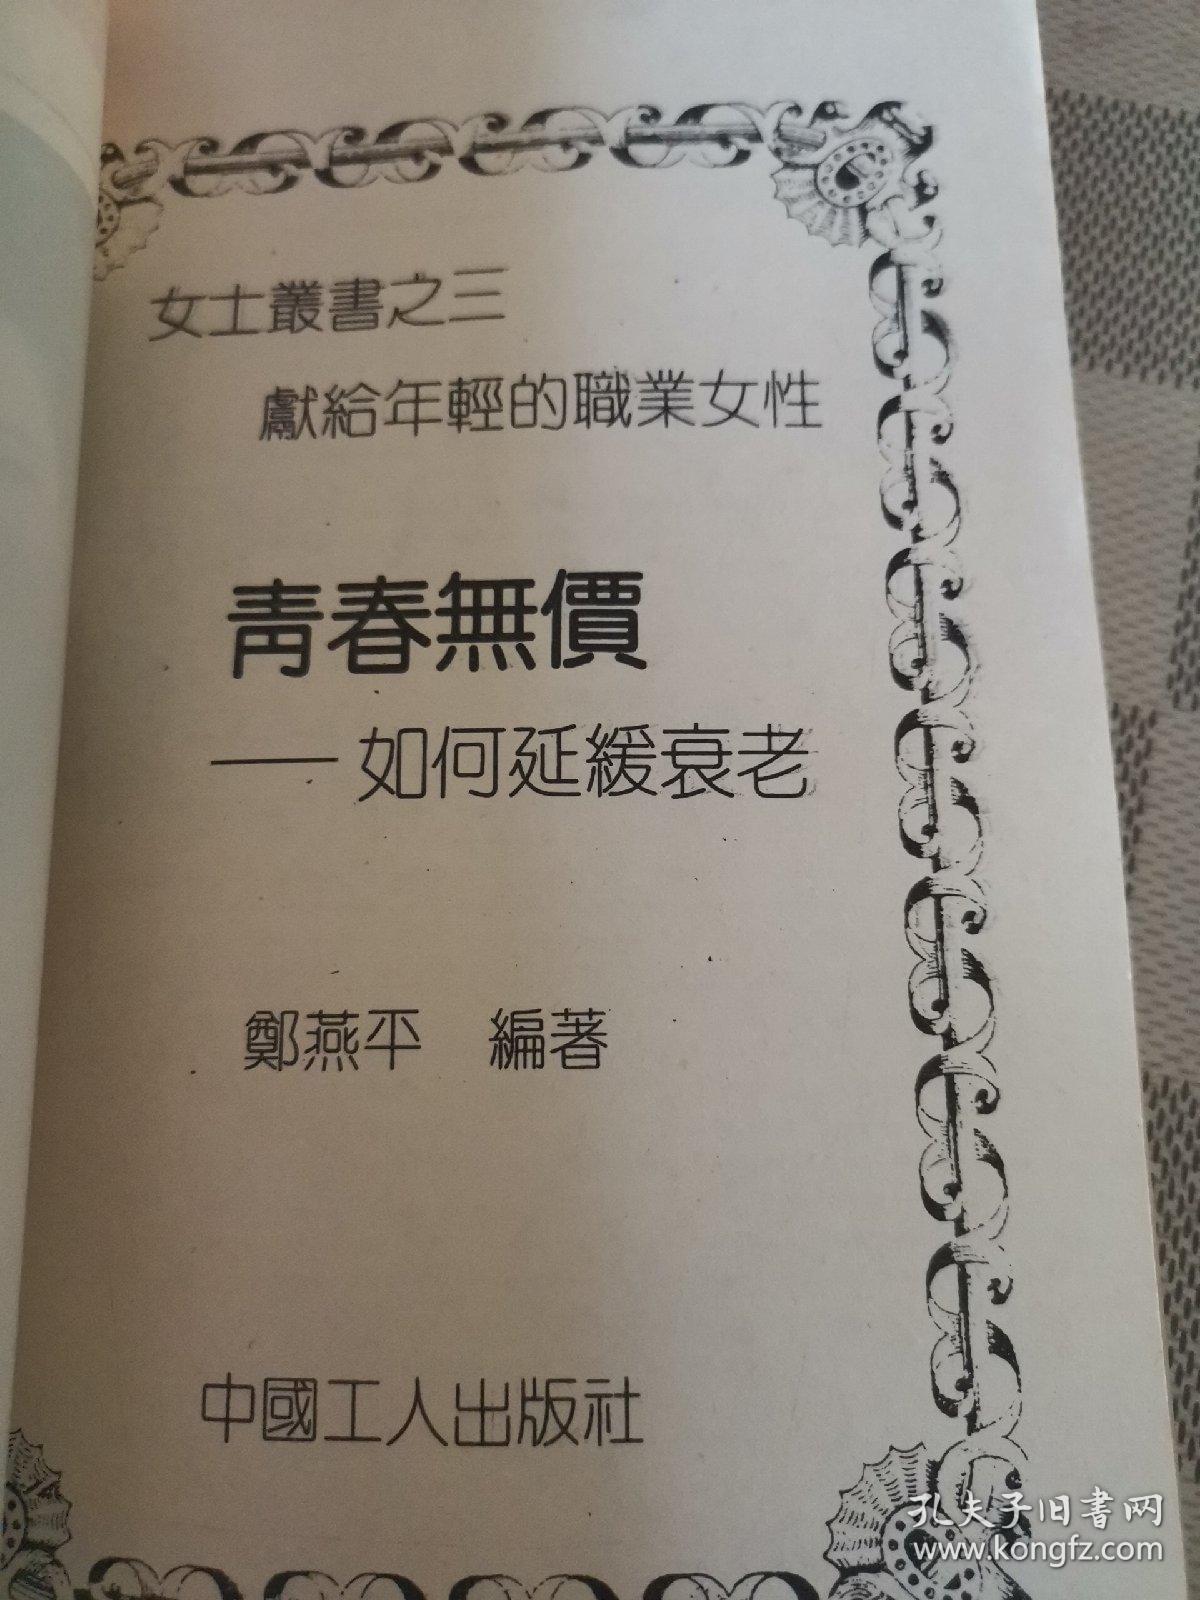 女士叢書之三
獻給年輕的職業女性
青春無價
——如何延緩衰老
鄭燕平 編著
中國工人出版社
孔夫子旧書网
www.kongfz.com